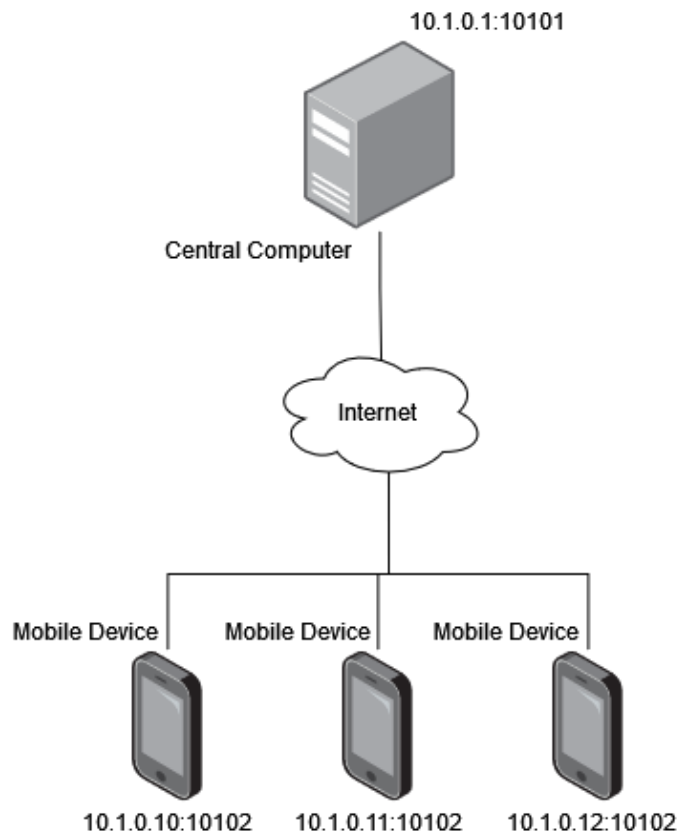 10.1.0.1:10101
Central Computer
Internet
Mobile Device
Mobile Device
Mobile Device
10.1.0.10:10102
10.1.0.11:10102
10.1.0.12:10102